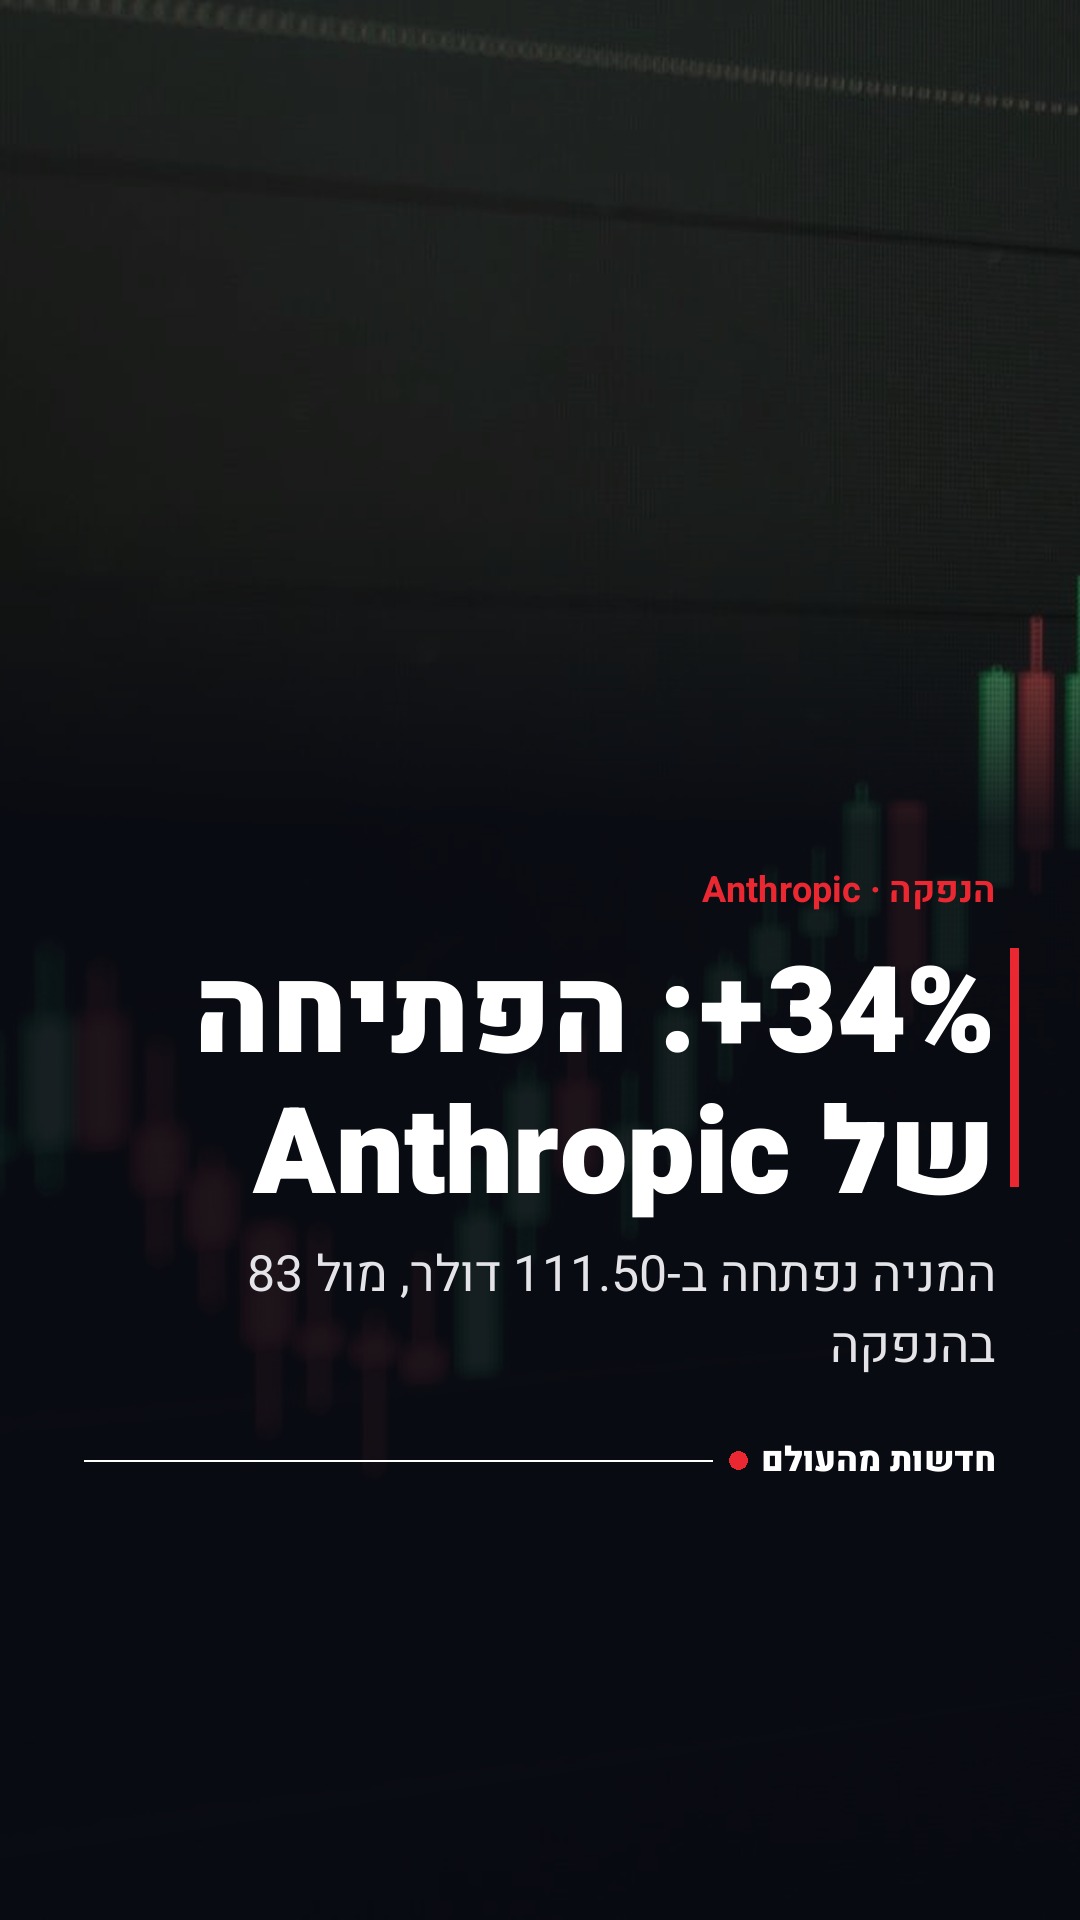 הנפקה · Anthropic
+34%: הפתיחה
של Anthropic
המניה נפתחה ב-111.50 דולר, מול 83
בהנפקה
חדשות מהעולם